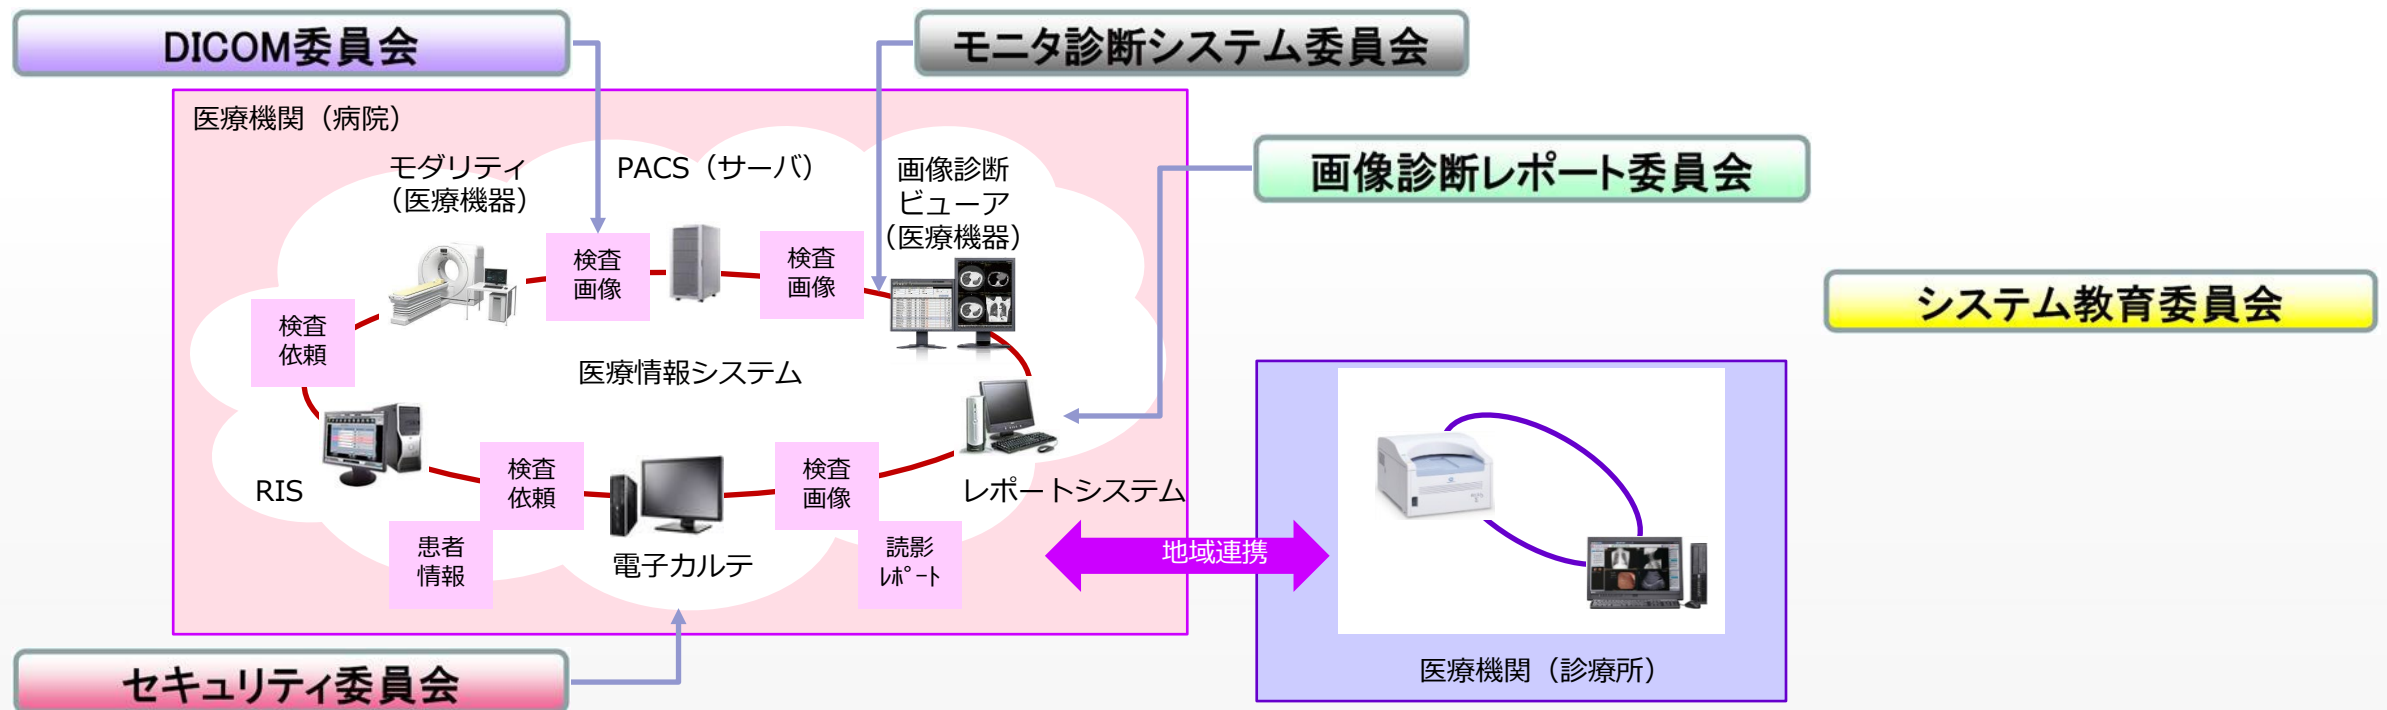 DICOM委員会
モニタ診断システム委員会
医療機関（病院）
モダリティ
（医療機器）
PACS（サーバ）
画像診断
ビューア
（医療機器）
画像診断レポート委員会
検査
画像
検査
画像
システム教育委員会
検査
依頼
医療情報システム
RIS
検査
依頼
検査
画像
レポートシステム
患者
情報
電子カルテ
読影
ﾚﾎﾟｰﾄ
地域連携
医療機関（診療所）
セキュリティ委員会